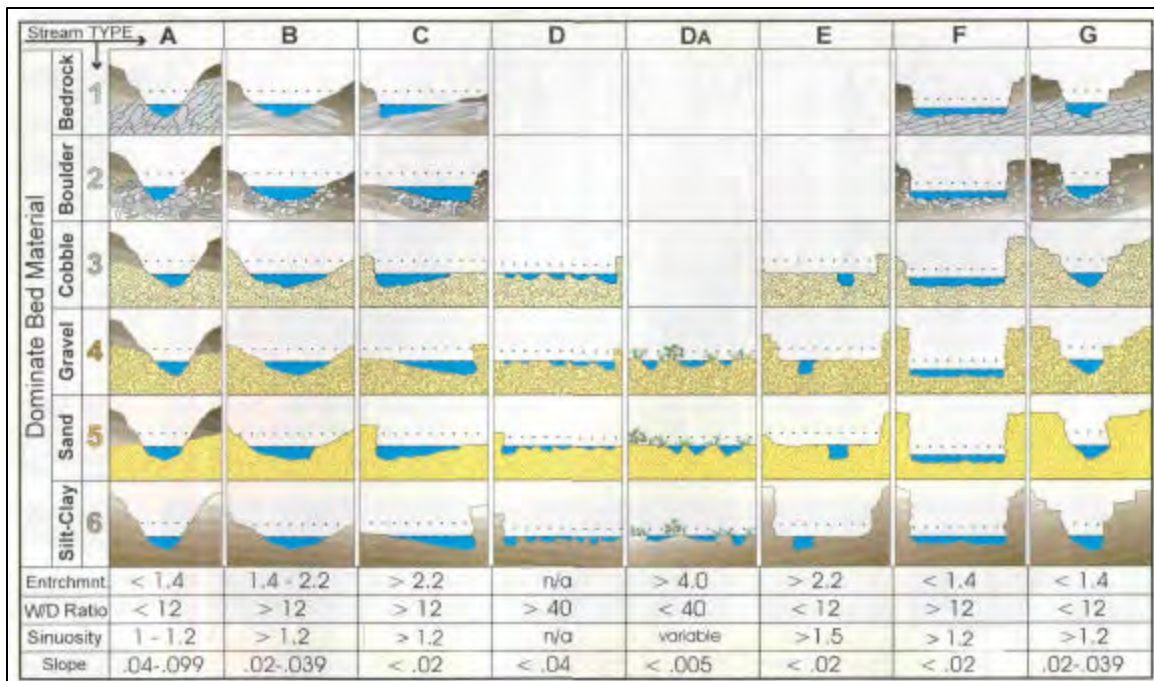 Stream TYPE A B C D DA E F G
Dominate Bed Material
Bedrock 1
Boulder 2
Cobble 3
Gravel 4
Sand 5
Silt-Clay 6
Entrchmnt. < 1.4 1.4 - 2.2 > 2.2 n/a > 4.0 > 2.2 < 1.4 < 1.4
W/D Ratio < 12 > 12 > 12 > 40 < 40 < 12 > 12 < 12
Sinuosity 1 - 1.2 > 1.2 > 1.2 n/a variable >1.5 > 1.2 >1.2
Slope .04-.099 .02-.039 < .02 < .04 < .005 < .02 < .02 .02-.039